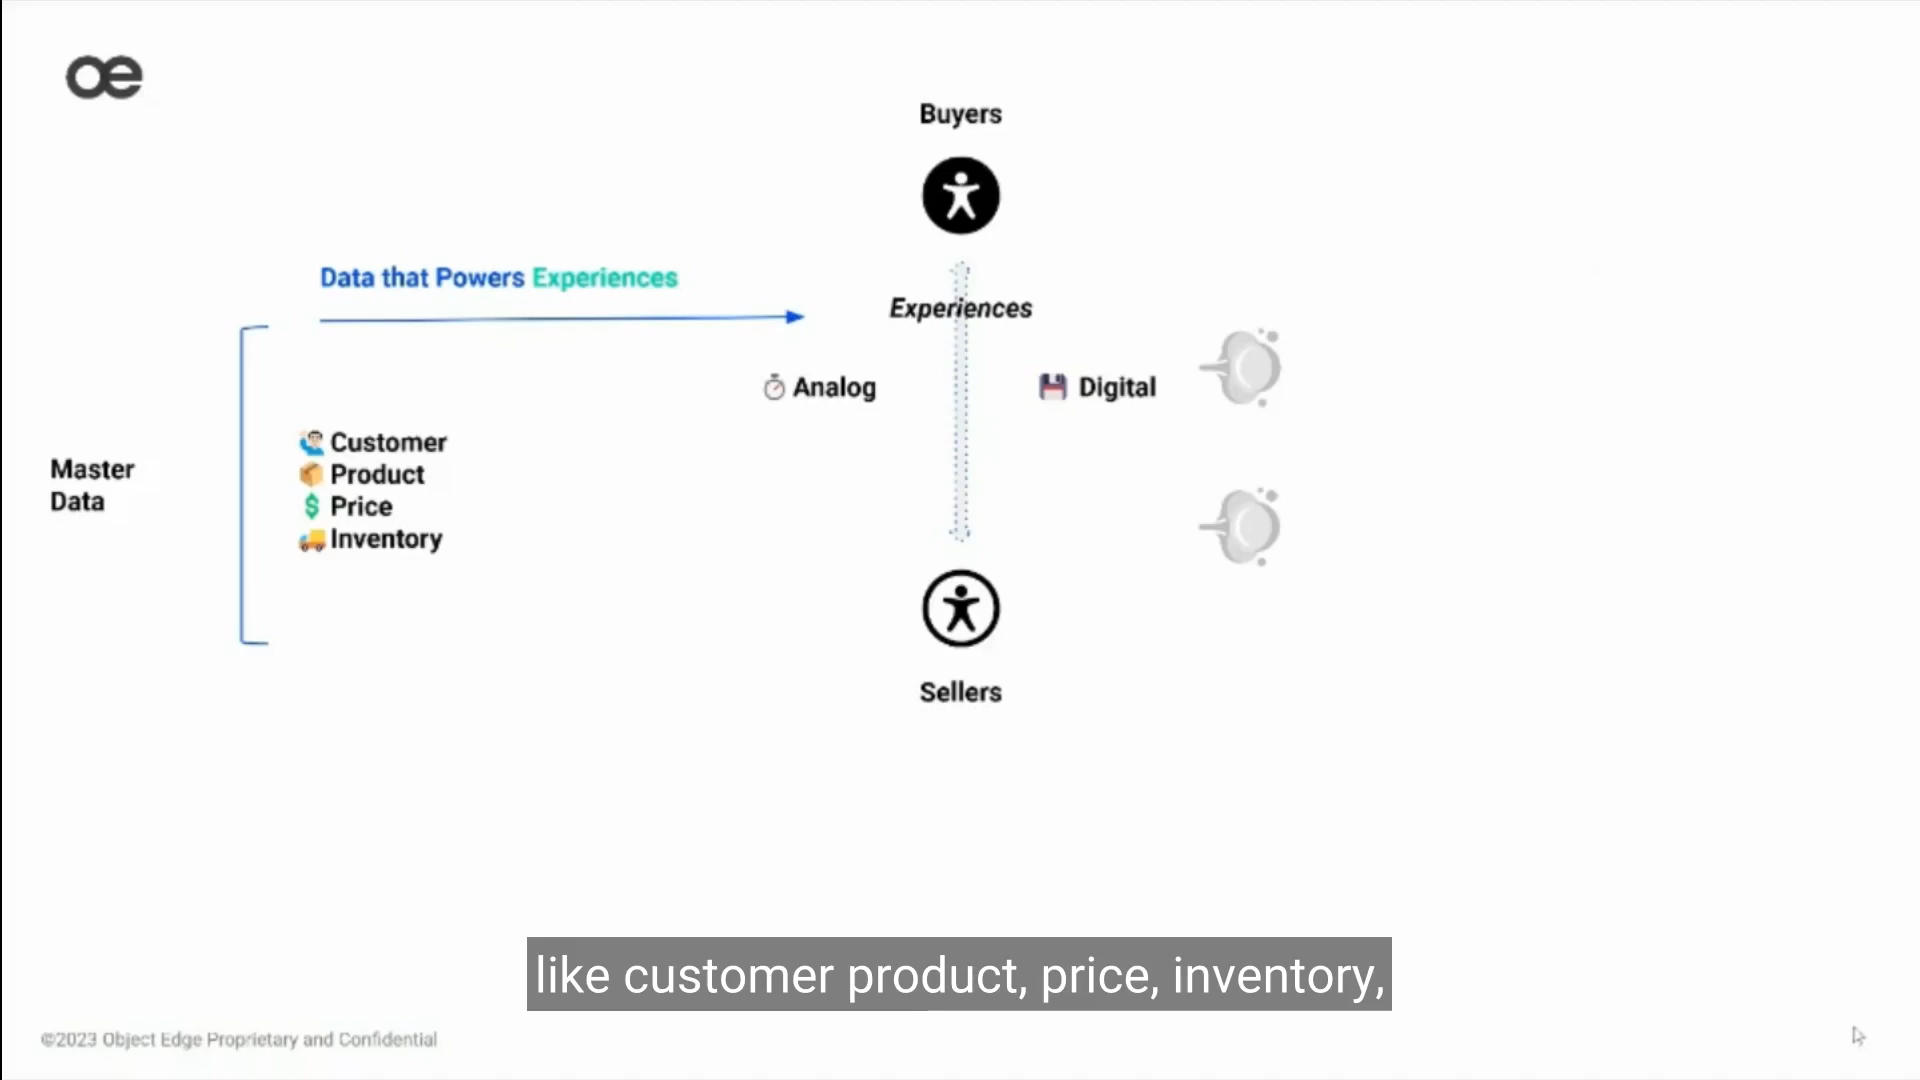 oe
Buyers
Data that Powers Experiences
Experiences
Analog
Digital
Customer
Product
Price
Inventory
Master
Data
Sellers
like customer product, price, inventory,
©2023 Object Edge Proprietary and Confidential